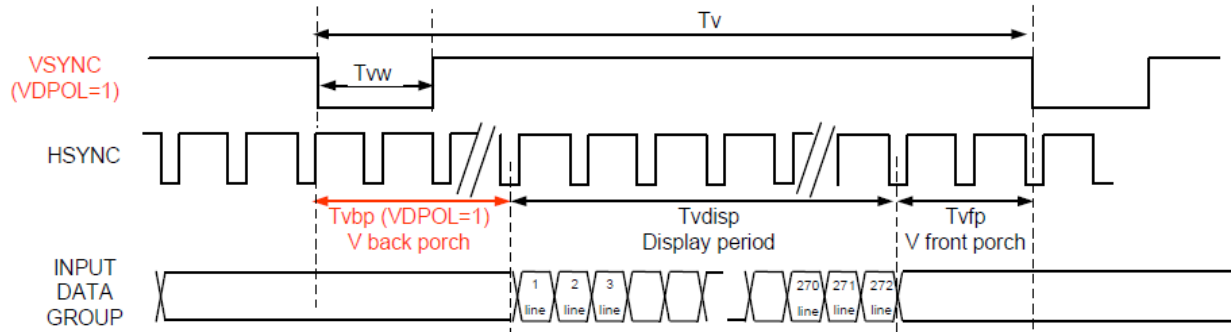 Tv
VSYNC
(VDPOL=1)
Tvw
HSYNC
Tvbp (VDPOL=1)
V back porch
Tvdisp
Display period
Tvfp
V front porch
INPUT
DATA
GROUP
1
line
2
line
3
line
270
line
271
line
272
line